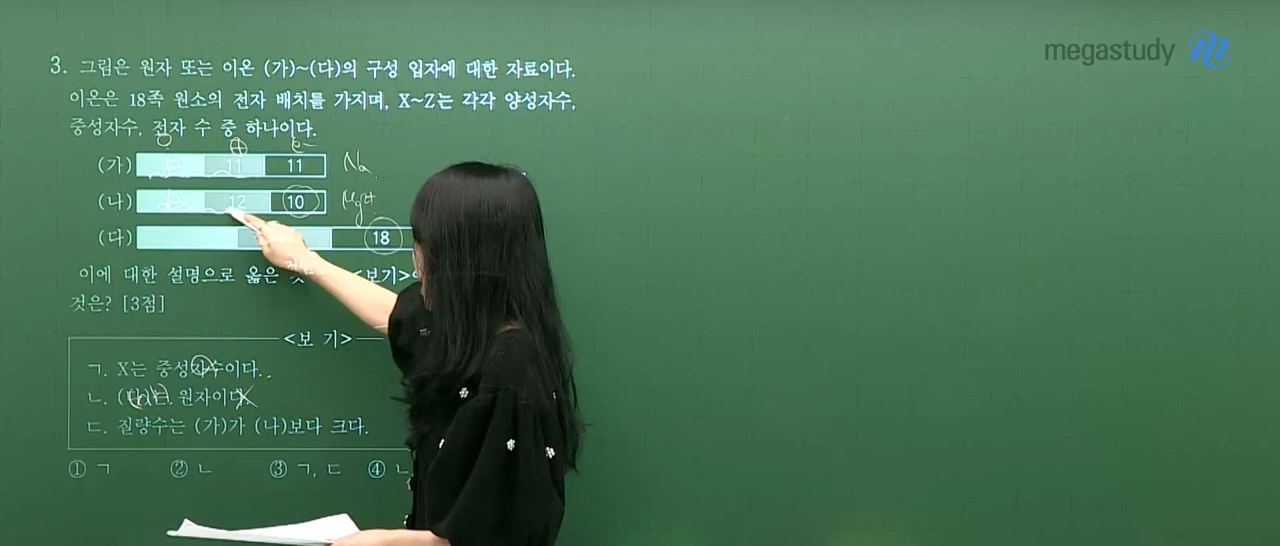 megastudy
3. 그림은 원자 또는 이온 (가)~(다)의 구성 입자에 대한 자료이다.
이온은 18족 원소의 전자 배치를 가지며, X~Z는 각각 양성자수,
중성자수, 전자 수 중 하나이다.
(가) 11 11 Na
(나) 12 10
(다) 18
이에 대한 설명으로 옳은 <보기>
것은? [3점]
<보 기>
ㄱ. X는 중성자수이다.
ㄴ. (다)는 원자이다.
ㄷ. 질량수는 (가)가 (나)보다 크다.
① ㄱ ② ㄴ ③ ㄱ, ㄷ ④ ㄴ